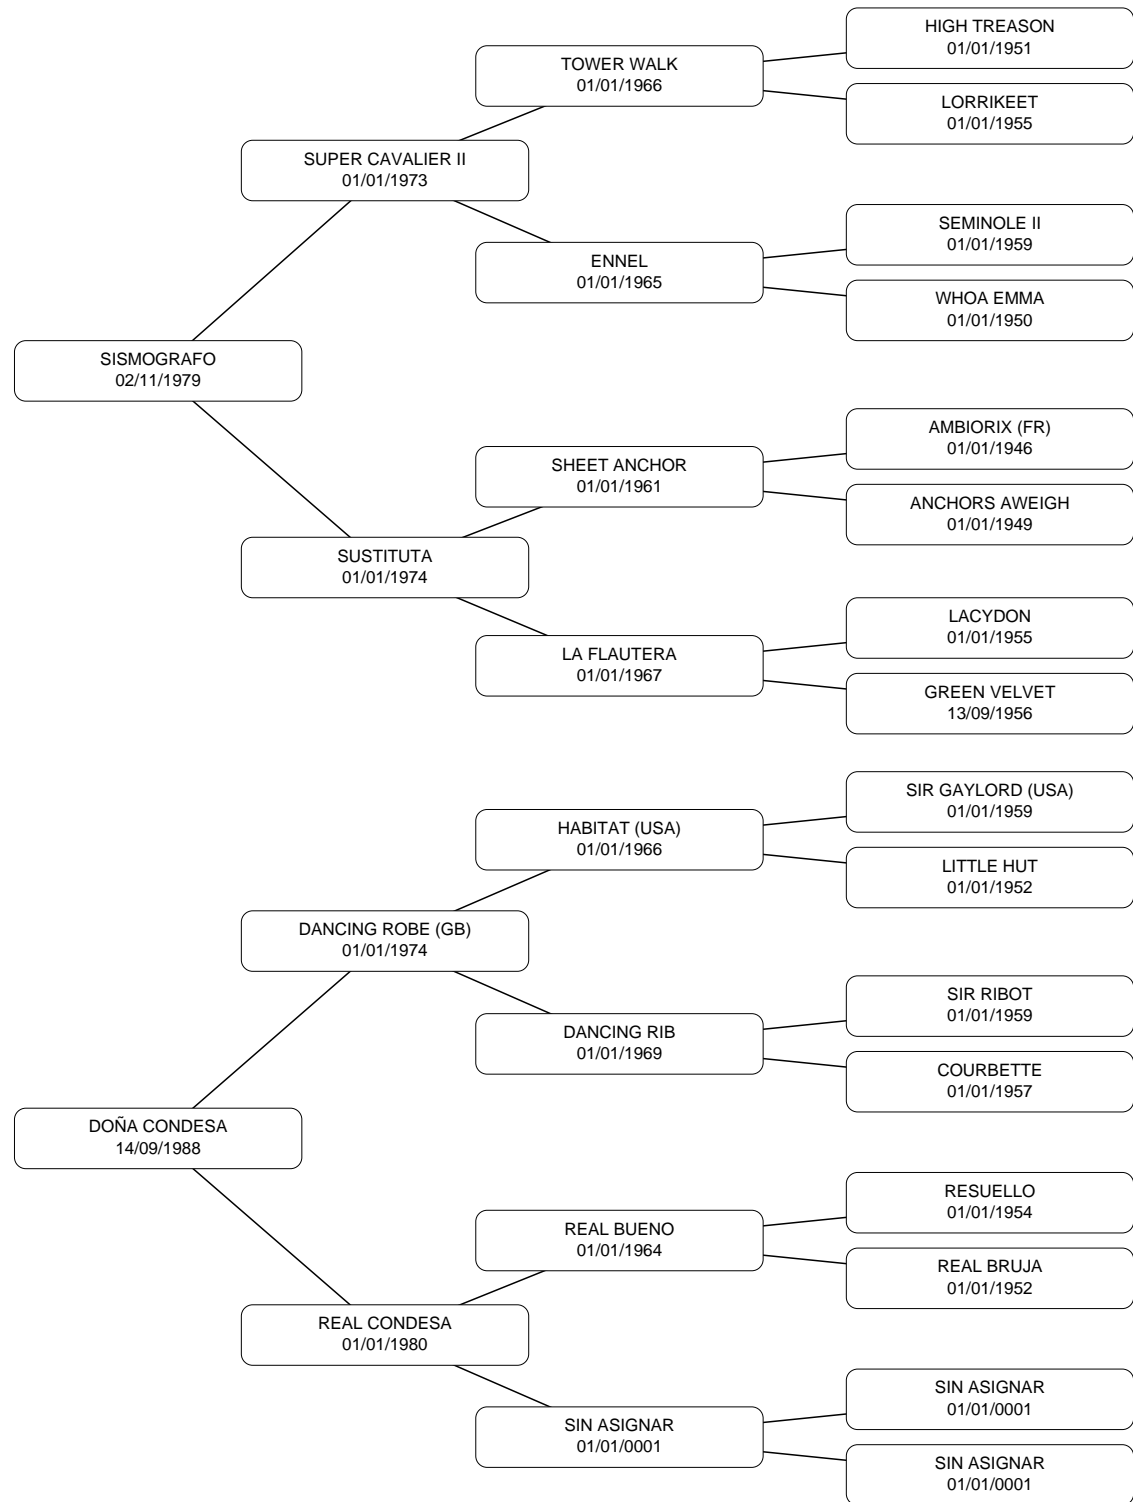 HIGH TREASON
01/01/1951
TOWER WALK
01/01/1966
LORRIKEET
01/01/1955
SUPER CAVALIER II
01/01/1973
SEMINOLE II
01/01/1959
ENNEL
01/01/1965
WHOA EMMA
01/01/1950
SISMOGRAFO
02/11/1979
AMBIORIX (FR)
01/01/1946
SHEET ANCHOR
01/01/1961
ANCHORS AWEIGH
01/01/1949
SUSTITUTA
01/01/1974
LACYDON
01/01/1955
LA FLAUTERA
01/01/1967
GREEN VELVET
13/09/1956
SIR GAYLORD (USA)
01/01/1959
HABITAT (USA)
01/01/1966
LITTLE HUT
01/01/1952
DANCING ROBE (GB)
01/01/1974
SIR RIBOT
01/01/1959
DANCING RIB
01/01/1969
COURBETTE
01/01/1957
DOÑA CONDESA
14/09/1988
RESUELLO
01/01/1954
REAL BUENO
01/01/1964
REAL BRUJA
01/01/1952
REAL CONDESA
01/01/1980
SIN ASIGNAR
01/01/0001
SIN ASIGNAR
01/01/0001
SIN ASIGNAR
01/01/0001